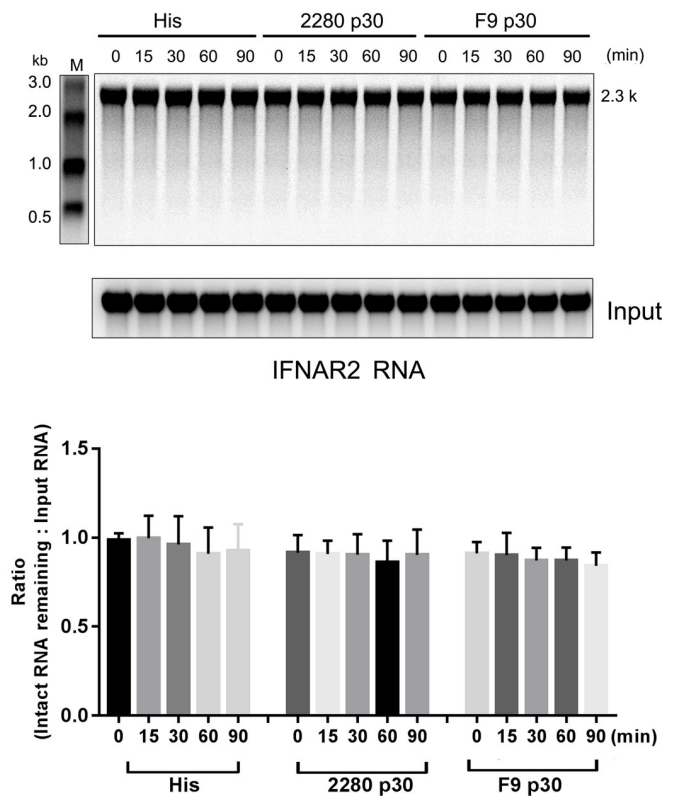 His 2280 p30 F9 p30
kb M 0 15 30 60 90 0 15 30 60 90 0 15 30 60 90 (min)
3.0
2.3 k
2.0
1.0
0.5
Input
IFNAR2 RNA
Ratio
(Intact RNA remaining : Input RNA)
1.5
1.0
0.5
0.0
0 15 30 60 90 0 15 30 60 90 0 15 30 60 90 (min)
His 2280 p30 F9 p30